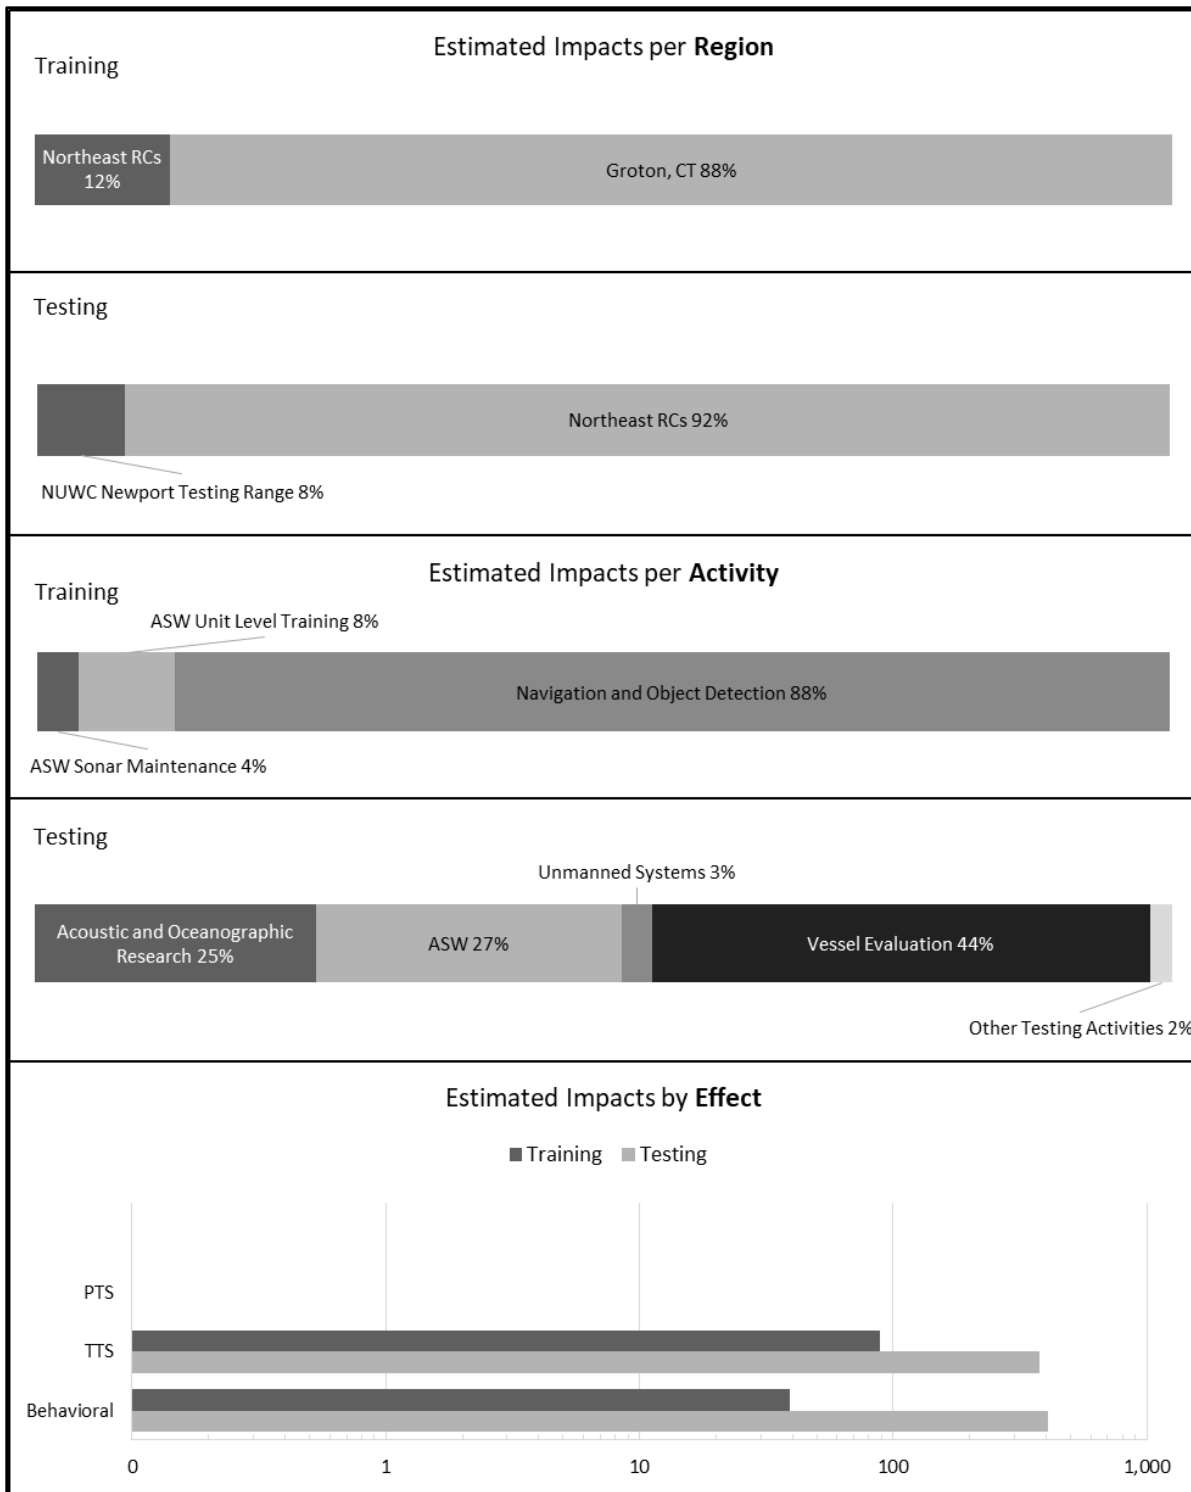 Estimated Impacts per Region
Training
Northeast RCs
12%
Groton, CT 88%
Testing
Northeast RCs 92%
NUWC Newport Testing Range 8%
Estimated Impacts per Activity
Training
ASW Unit Level Training 8%
Navigation and Object Detection 88%
ASW Sonar Maintenance 4%
Testing
Unmanned Systems 3%
Acoustic and Oceanographic
Research 25%
ASW 27%
Vessel Evaluation 44%
Other Testing Activities 2%
Estimated Impacts by Effect
Training Testing
PTS
TTS
Behavioral
0 1 10 100 1,000